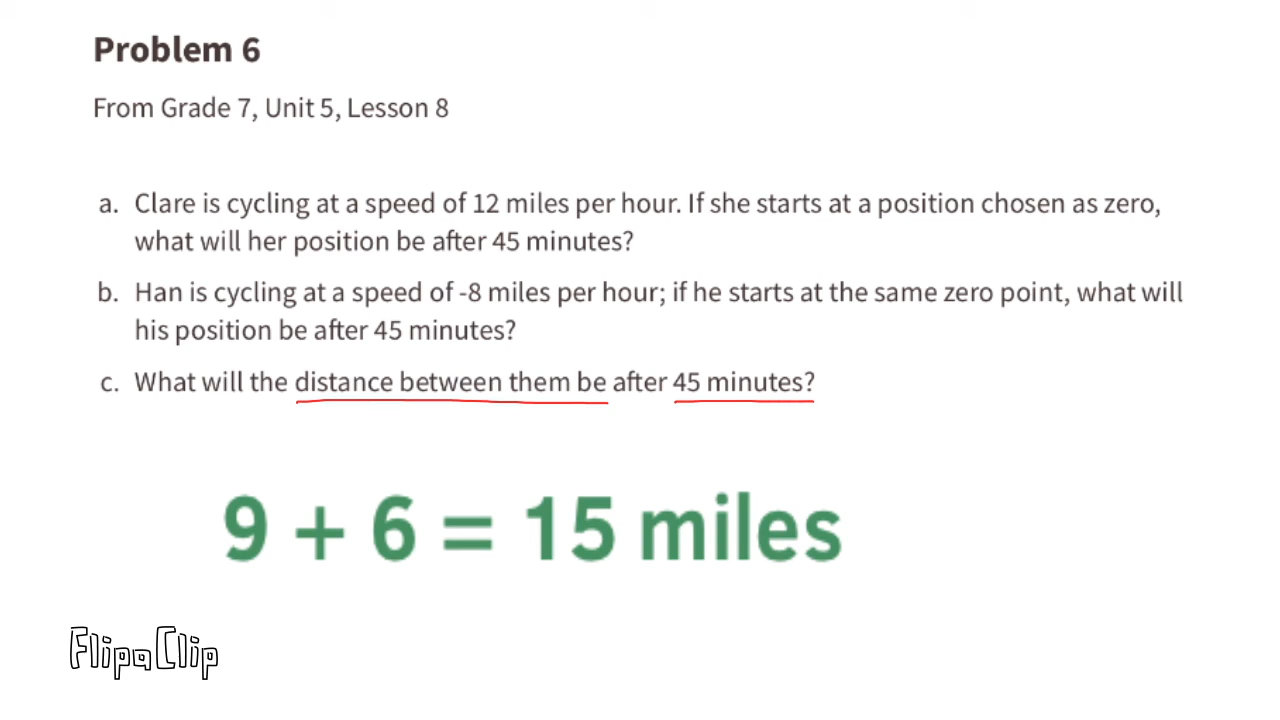 Problem 6
From Grade 7, Unit 5, Lesson 8
a. Clare is cycling at a speed of 12 miles per hour. If she starts at a position chosen as zero,
what will her position be after 45 minutes?
b. Han is cycling at a speed of -8 miles per hour; if he starts at the same zero point, what will
his position be after 45 minutes?
c. What will the distance between them be after 45 minutes?
9 + 6 = 15 miles
FlipaClip